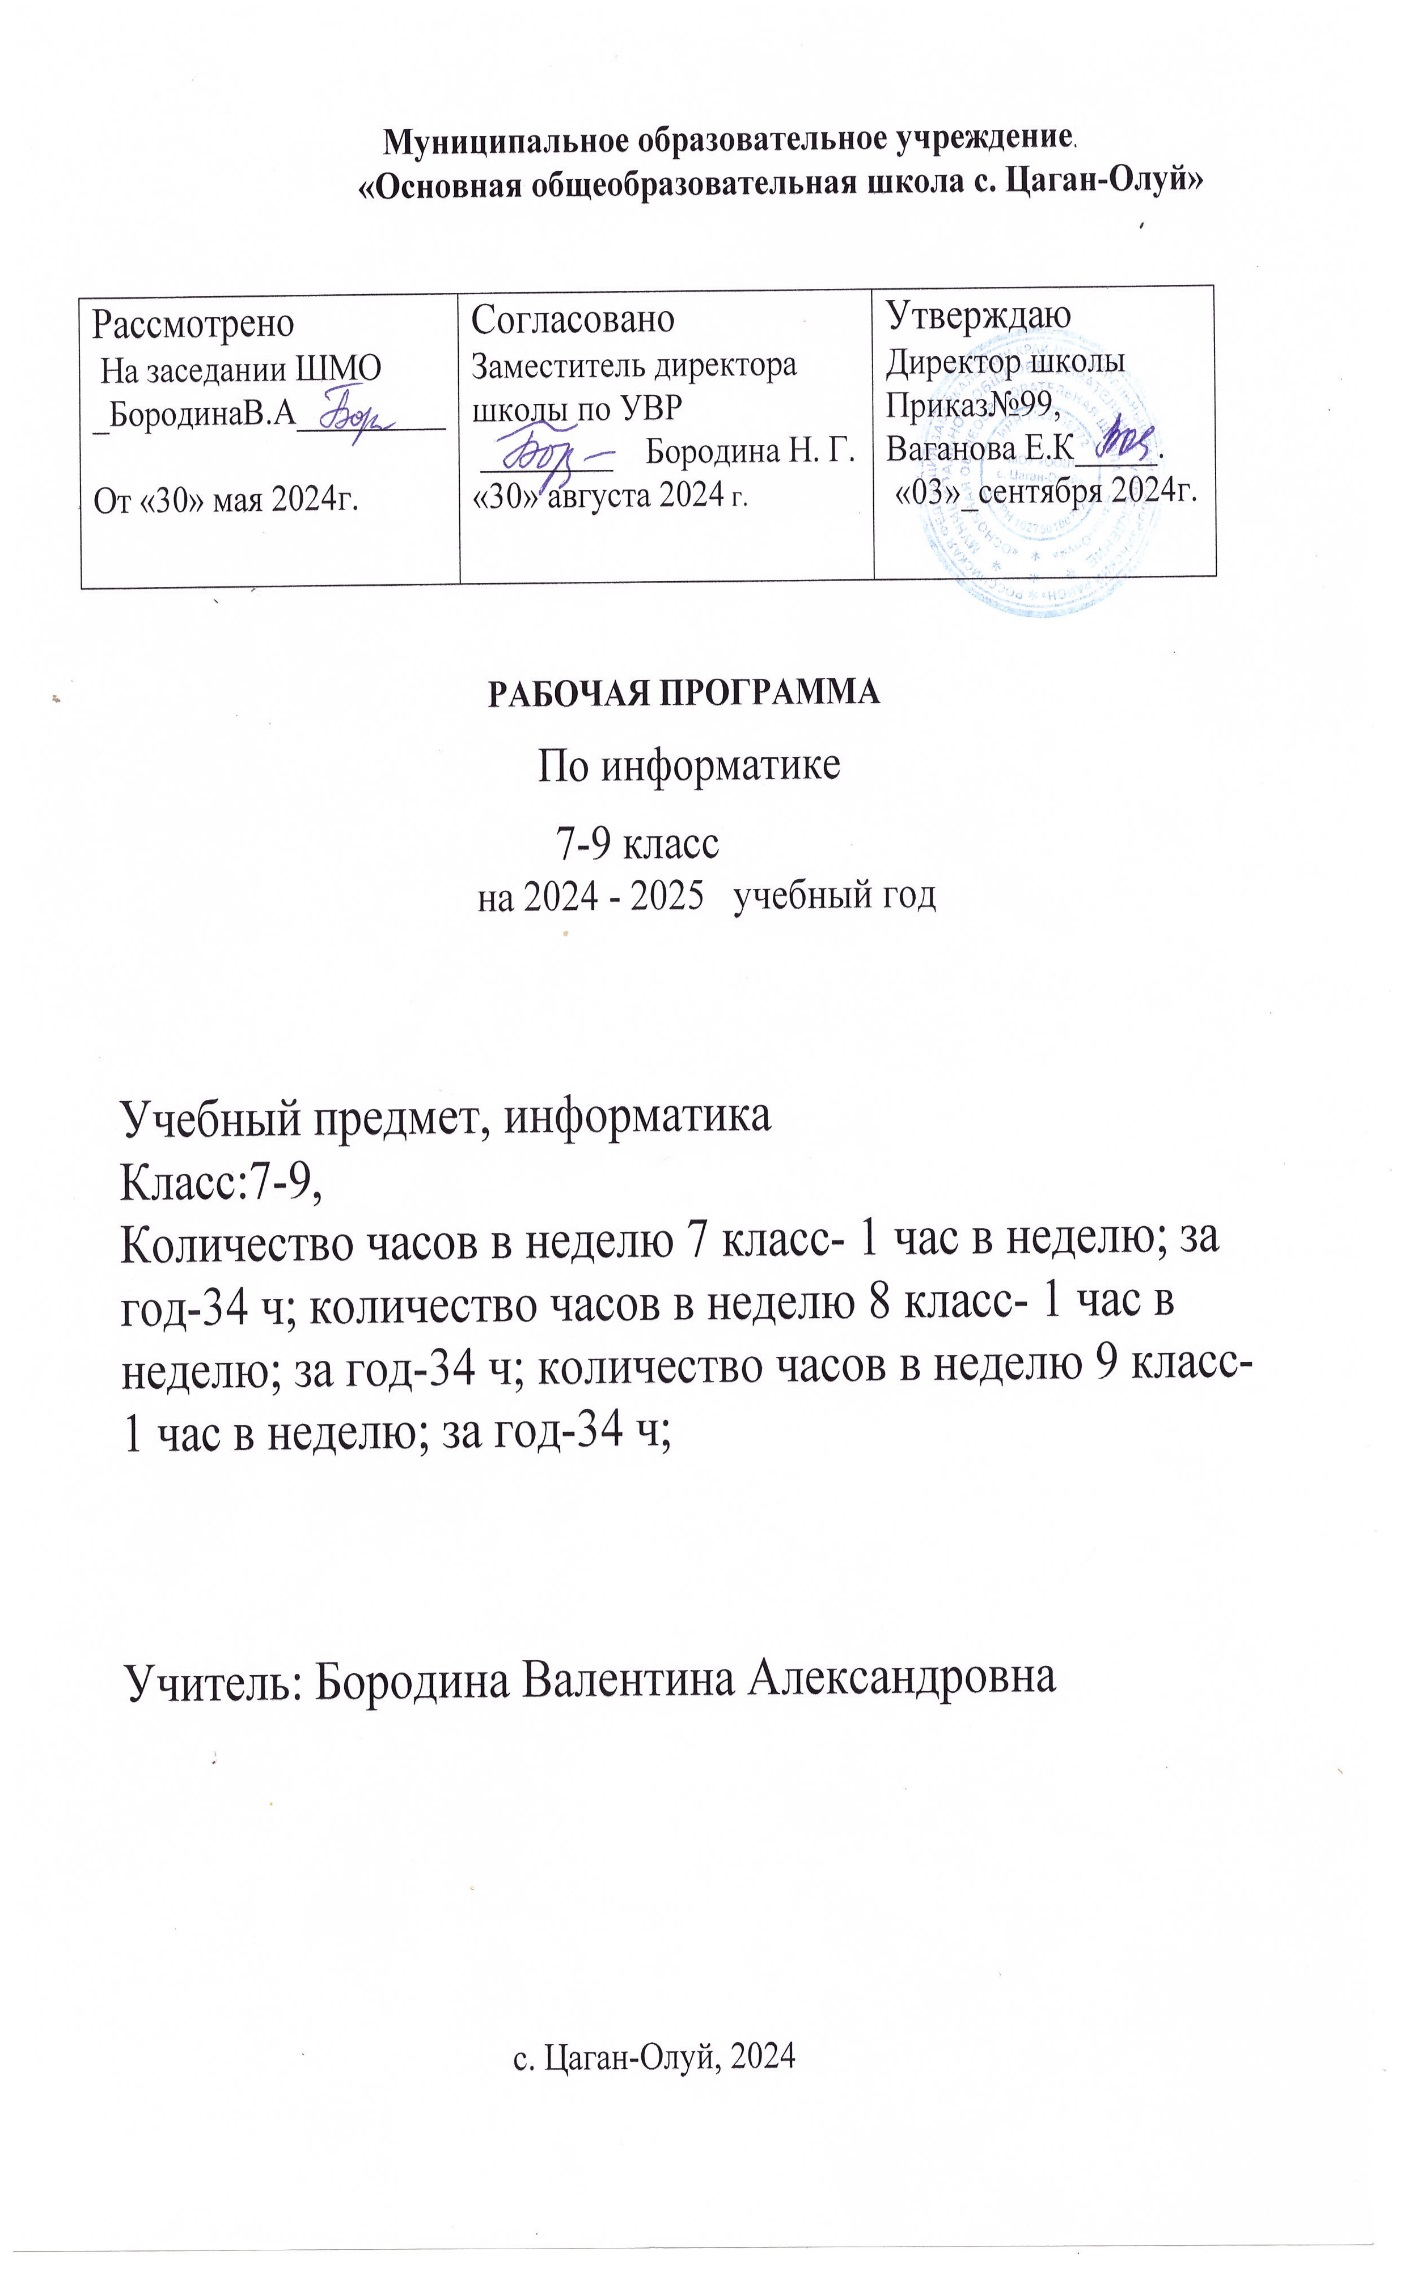 Муниципальное образовательное учреждение.
«Основная общеобразовательная школа с. Цаган-Олуй»
Рассмотрено
На заседании ШМО
_БородинаВ.А_________
От «30» мая 2024г.
Согласовано
Заместитель директора
школы по УВР
________ Бородина Н. Г.
«30» августа 2024 г.
Утверждаю
Директор школы
Приказ№99,
Ваганова Е.К_____.
«03»_сентября 2024г.
РАБОЧАЯ ПРОГРАММА
По информатике
7-9 класс
на 2024 - 2025 учебный год
Учебный предмет, информатика
Класс:7-9,
Количество часов в неделю 7 класс- 1 час в неделю; за
год-34 ч; количество часов в неделю 8 класс- 1 час в
неделю; за год-34 ч; количество часов в неделю 9 класс-
1 час в неделю; за год-34 ч;
Учитель: Бородина Валентина Александровна
с. Цаган-Олуй, 2024